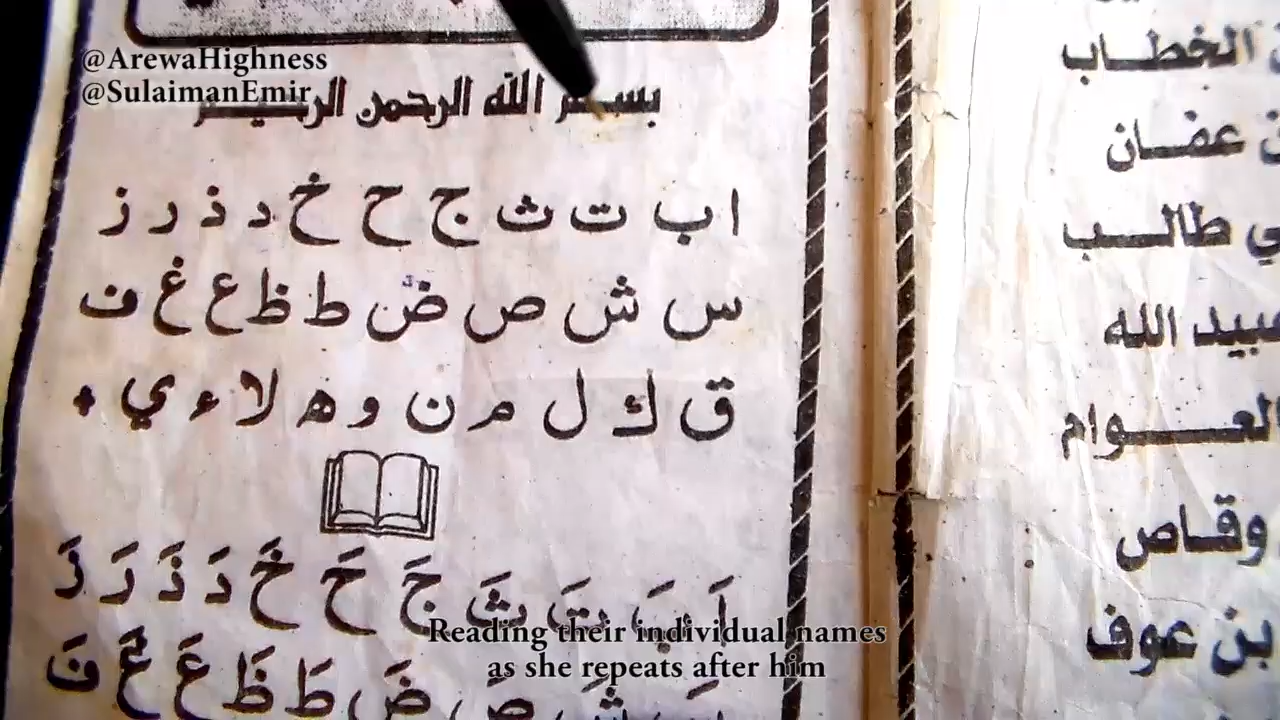 @ArewaHighness
@SulaimanEmir
بسم الله الرحمن الرحيم
ا ب ت ث ج ح خ د ذ ر ز
س ش ص ض ط ظ ع غ ف
ق ك ل م ن و ه لا ء ي
اَ بَ تَ ثَ جَ حَ خَ دَ ذَ رَ زَ
سَ شَ صَ ضَ طَ ظَ عَ غَ فَ
الخطاب
عفان
طالب
الله
العوام
وقاص
بن عوف
Reading their individual names
as she repeats after him